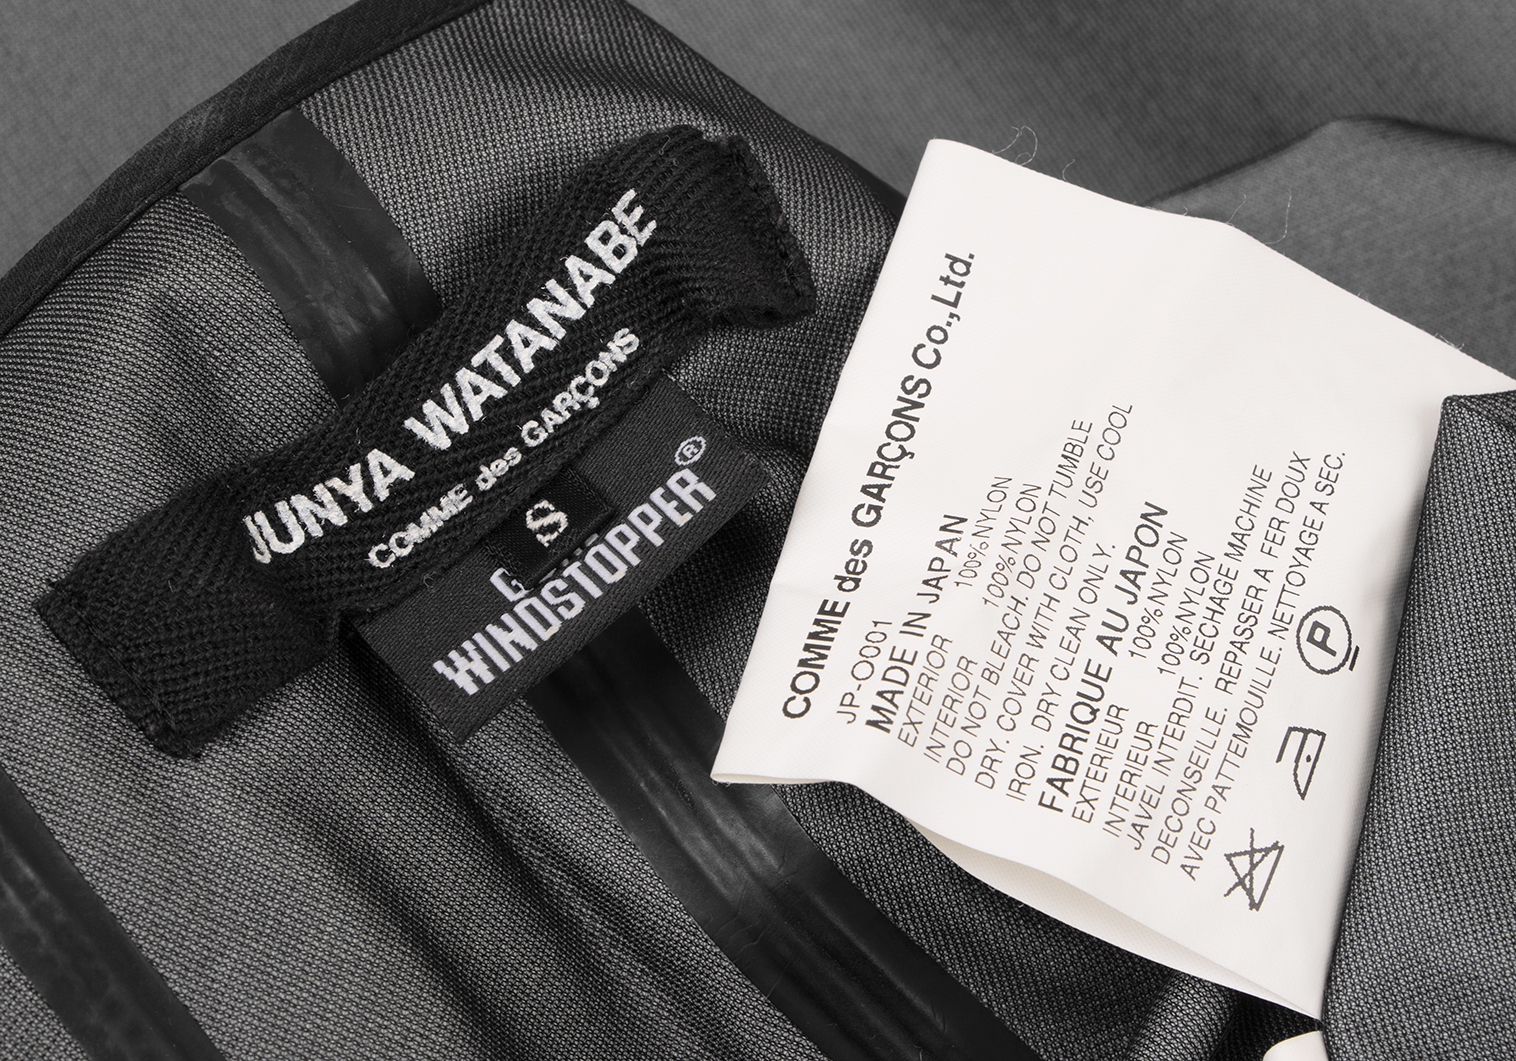 JUNYA WATANABE
COMME des GARÇONS
S
WINDSTOPPER®
COMME des GARÇONS Co., Ltd.
JP-O001
MADE IN JAPAN
EXTERIOR 100% NYLON
INTERIOR 100% NYLON
DO NOT BLEACH. DO NOT TUMBLE
DRY. COVER WITH CLOTH, USE COOL
IRON. DRY CLEAN ONLY.
FABRIQUE AU JAPON
EXTERIEUR 100% NYLON
INTERIEUR 100% NYLON
JAVEL INTERDIT. SECHAGE MACHINE
DECONSEILLE. REPASSER A FER DOUX
AVEC PATTEMOUILLE. NETTOYAGE A SEC.
P